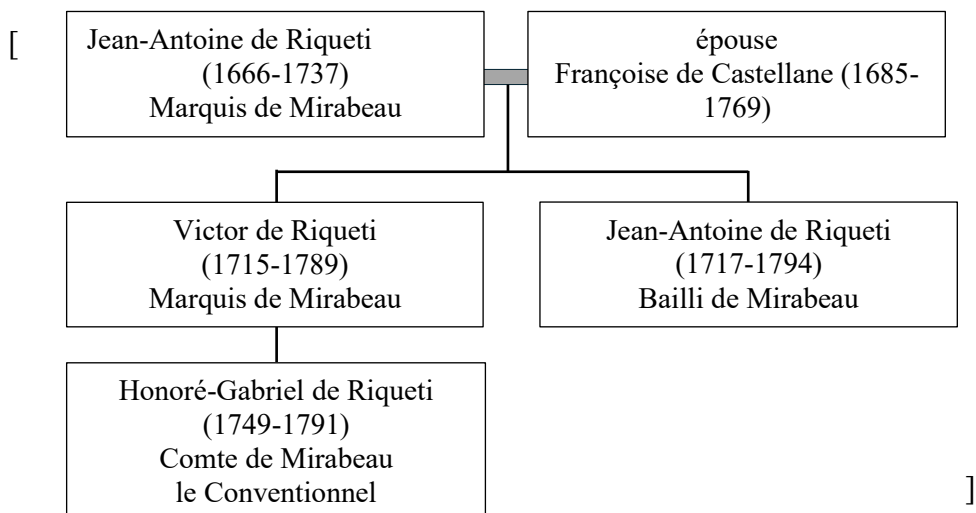 [
Jean-Antoine de Riqueti
(1666-1737)
Marquis de Mirabeau
épouse
Françoise de Castellane (1685-
1769)
Victor de Riqueti
(1715-1789)
Marquis de Mirabeau
Jean-Antoine de Riqueti
(1717-1794)
Bailli de Mirabeau
Honoré-Gabriel de Riqueti
(1749-1791)
Comte de Mirabeau
le Conventionnel
]